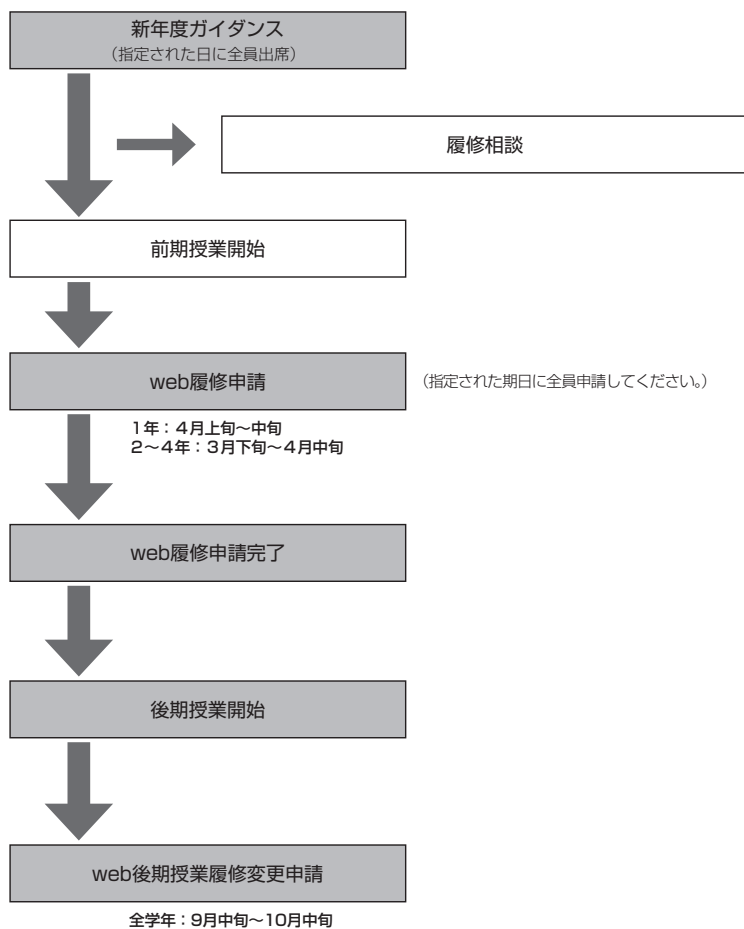 新年度ガイダンス
(指定された日に全員出席)
履修相談
前期授業開始
web履修申請
(指定された期日に全員申請してください。)
1年：4月上旬～中旬
2～4年：3月下旬～4月中旬
web履修申請完了
後期授業開始
web後期授業履修変更申請
全学年：9月中旬～10月中旬